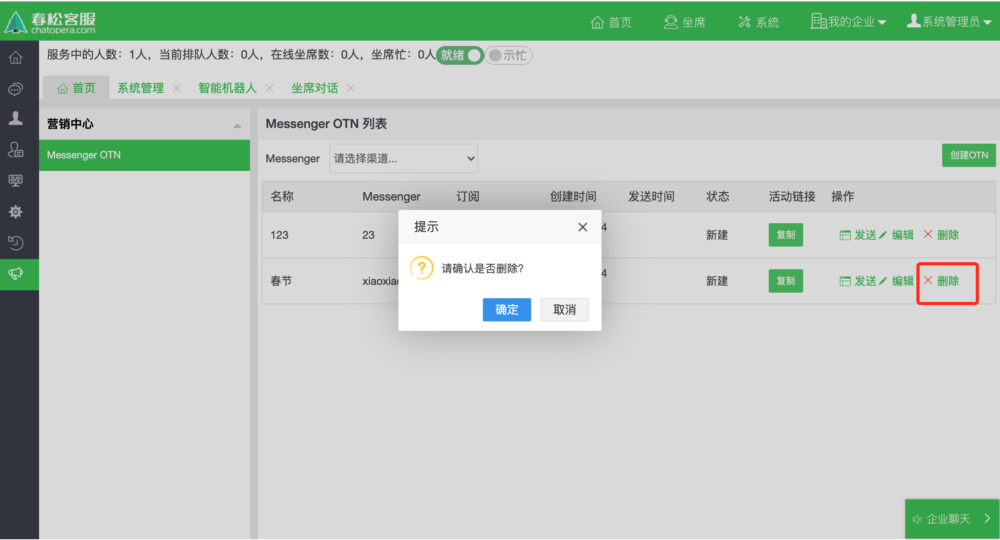 春松客服
chatopera.com
首页
坐席
系统
我的企业
系统管理员
服务中的人数：1人，当前排队人数：0人，在线坐席数：0人，坐席忙：0人 就绪 示忙
首页 系统管理 智能机器人 坐席对话
营销中心
Messenger OTN
Messenger OTN 列表
Messenger 请选择渠道... 创建OTN
名称 Messenger 订阅 创建时间 发送时间 状态 活动链接 操作
123 23 4 新建 复制 发送 编辑 删除
春节 4 新建 复制 发送 编辑 删除
提示
请确认是否删除?
确定 取消
企业聊天